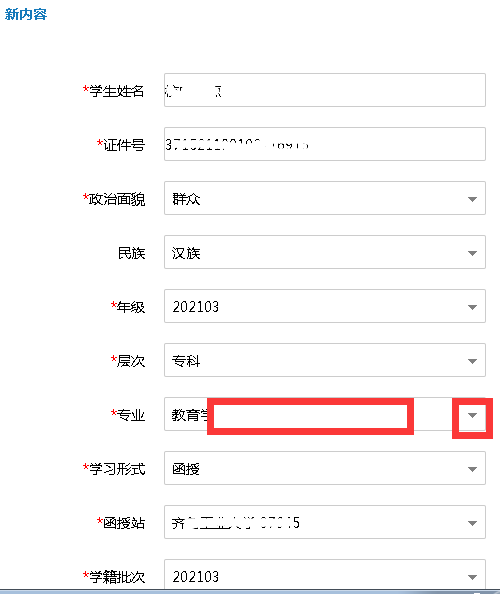 新内容
*学生姓名
*证件号
*政治面貌 群众
民族 汉族
*年级 202103
*层次 专科
*专业 教育学
*学习形式 函授
*函授站
*学籍批次 202103